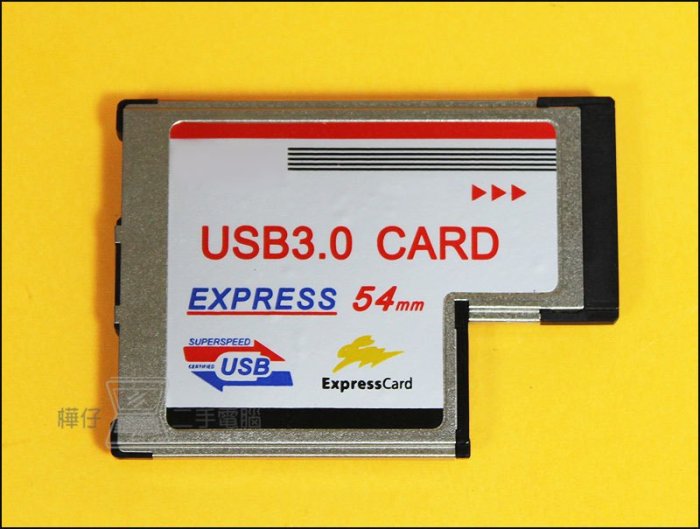 USB3.0 CARD
EXPRESS 54mm
SUPERSPEED
CERTIFIED USB
ExpressCard
樺仔 二手電腦